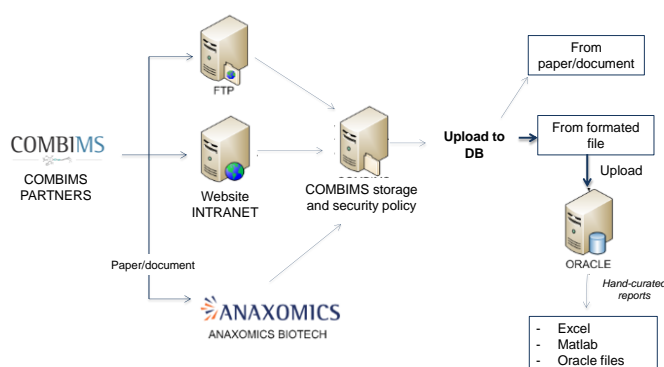 From
paper/document
FTP
COMBIMS
COMBIMS
PARTNERS
Website
INTRANET
COMBIMS storage
and security policy
Upload to
DB
From formated
file
Upload
ORACLE
Paper/document
Hand-curated
reports
ANAXOMICS
ANAXOMICS BIOTECH
- Excel
- Matlab
- Oracle files